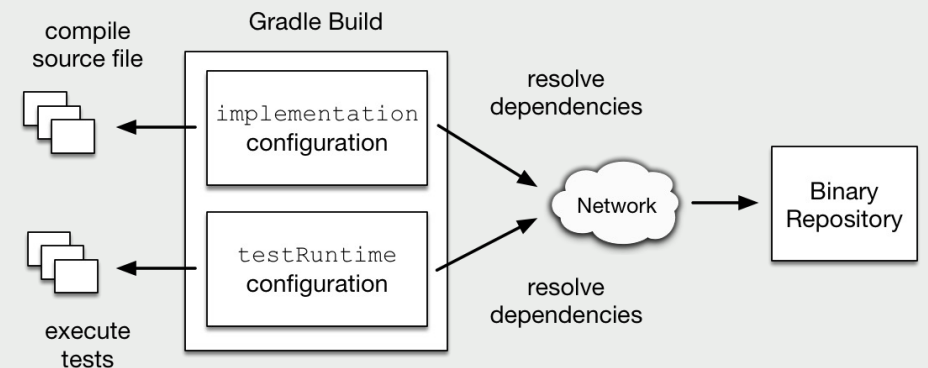 compile
source file
Gradle Build
implementation
configuration
resolve
dependencies
Network
Binary
Repository
testRuntime
configuration
resolve
dependencies
execute
tests